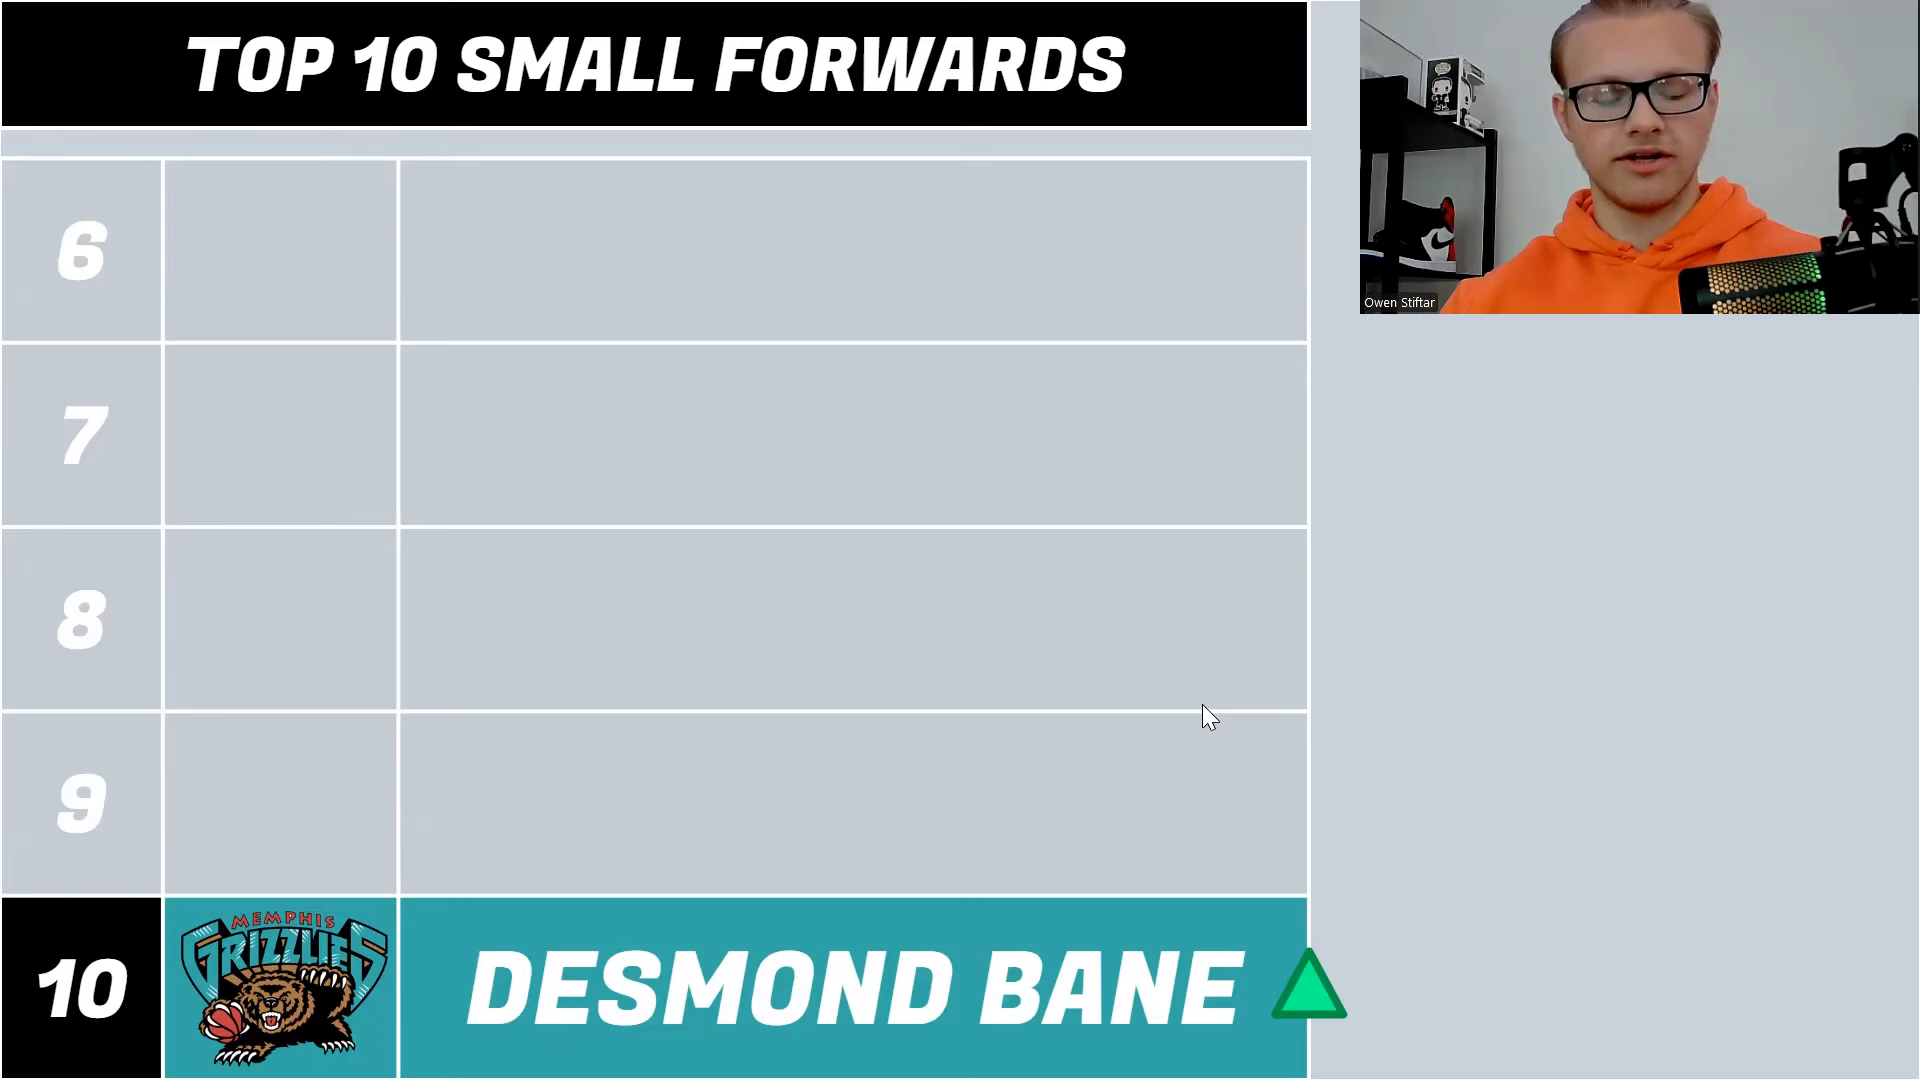 TOP 10 SMALL FORWARDS
Owen Stiftar
6
7
8
9
10
MEMPHIS
GRIZZLIES
DESMOND BANE